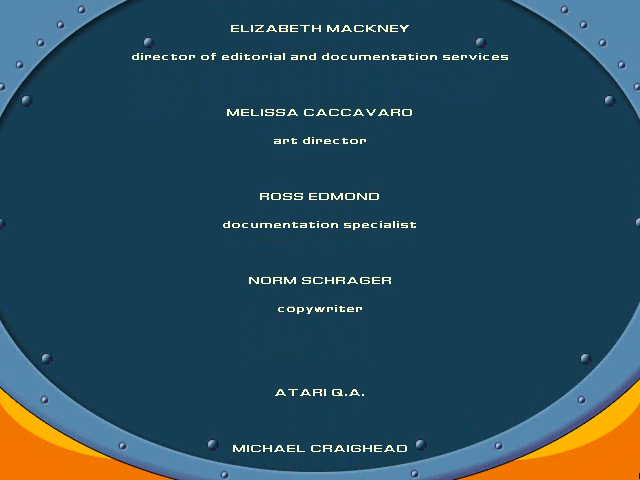 ELIZABETH MACKNEY
director of editorial and documentation services
MELISSA CACCAVARO
art director
ROSS EDMOND
documentation specialist
NORM SCHRAGER
copywriter
ATARI Q.A.
MICHAEL CRAIGHEAD